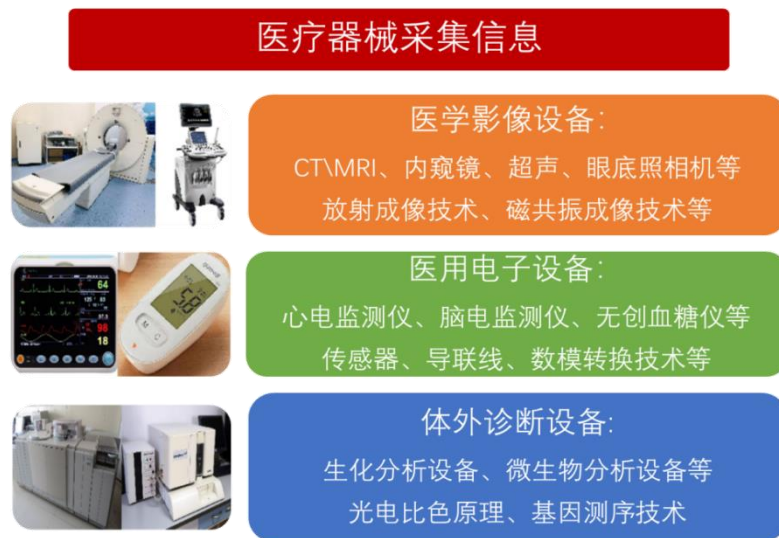 医疗器械采集信息
医学影像设备:
CT\MRI、内窥镜、超声、眼底照相机等
放射成像技术、磁共振成像技术等
医用电子设备:
心电监测仪、脑电监测仪、无创血糖仪等
传感器、导联线、数模转换技术等
64
98
18
5.8
M
C
体外诊断设备:
生化分析设备、微生物分析设备等
光电比色原理、基因测序技术